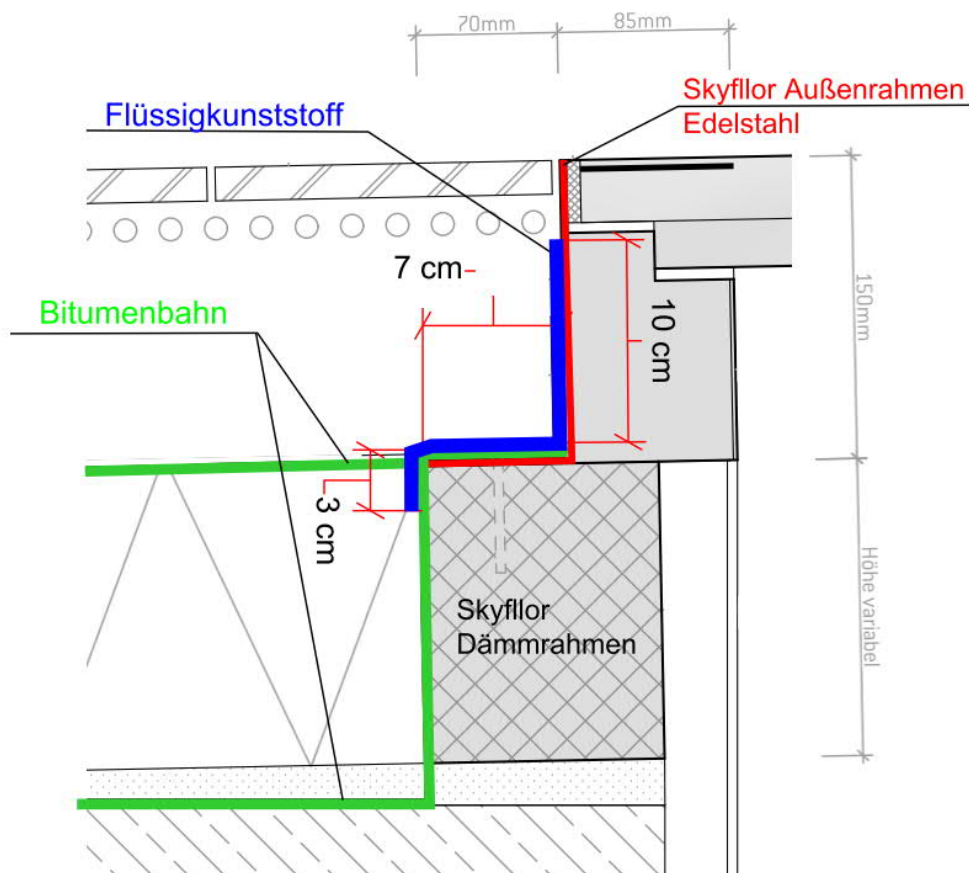 70mm
85mm
Flüssigkunststoff
Skyfllor Außenrahmen
Edelstahl
7 cm
Bitumenbahn
10 cm
150mm
3 cm
Skyfllor
Dämmrahmen
Höhe variabel